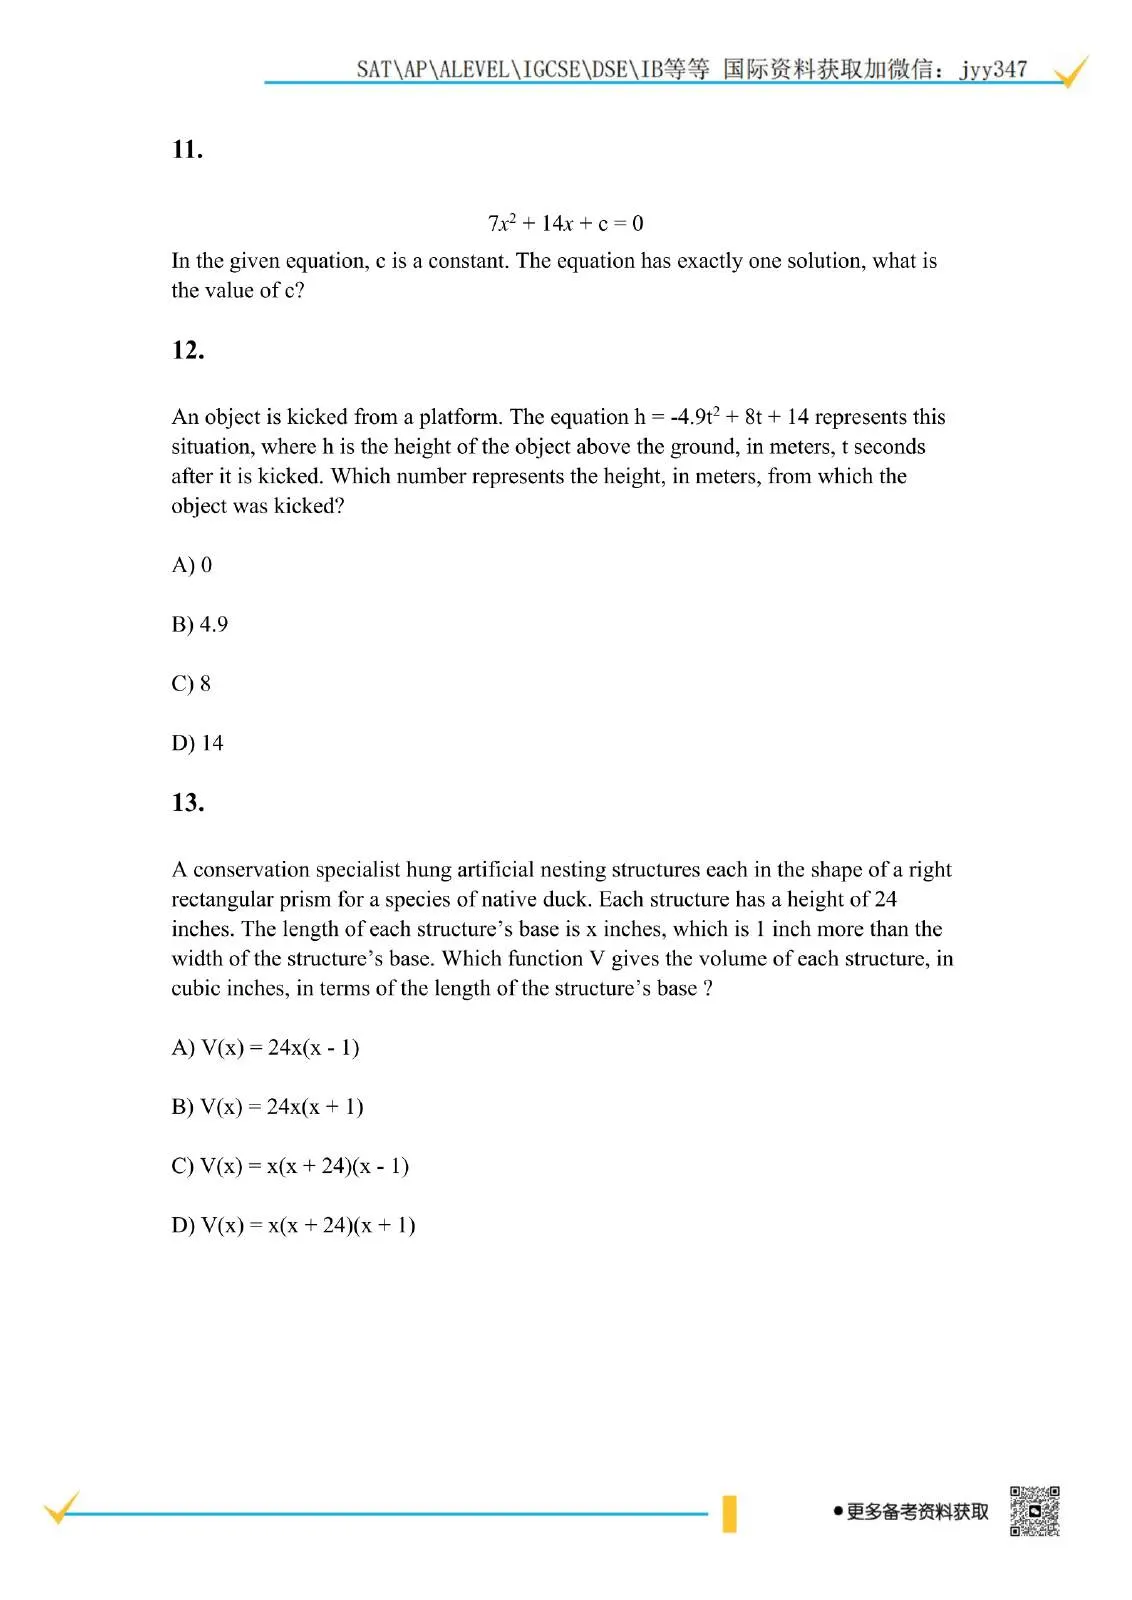 SAT\AP\ALEVEL\IGCSE\DSE\IB等等 国际资料获取加微信：jyy347
11.
7x² + 14x + c = 0
In the given equation, c is a constant. The equation has exactly one solution, what is
the value of c?
12.
An object is kicked from a platform. The equation h = -4.9t² + 8t + 14 represents this
situation, where h is the height of the object above the ground, in meters, t seconds
after it is kicked. Which number represents the height, in meters, from which the
object was kicked?
A) 0
B) 4.9
C) 8
D) 14
13.
A conservation specialist hung artificial nesting structures each in the shape of a right
rectangular prism for a species of native duck. Each structure has a height of 24
inches. The length of each structure’s base is x inches, which is 1 inch more than the
width of the structure’s base. Which function V gives the volume of each structure, in
cubic inches, in terms of the length of the structure’s base ?
A) V(x) = 24x(x - 1)
B) V(x) = 24x(x + 1)
C) V(x) = x(x + 24)(x - 1)
D) V(x) = x(x + 24)(x + 1)
●更多备考资料获取